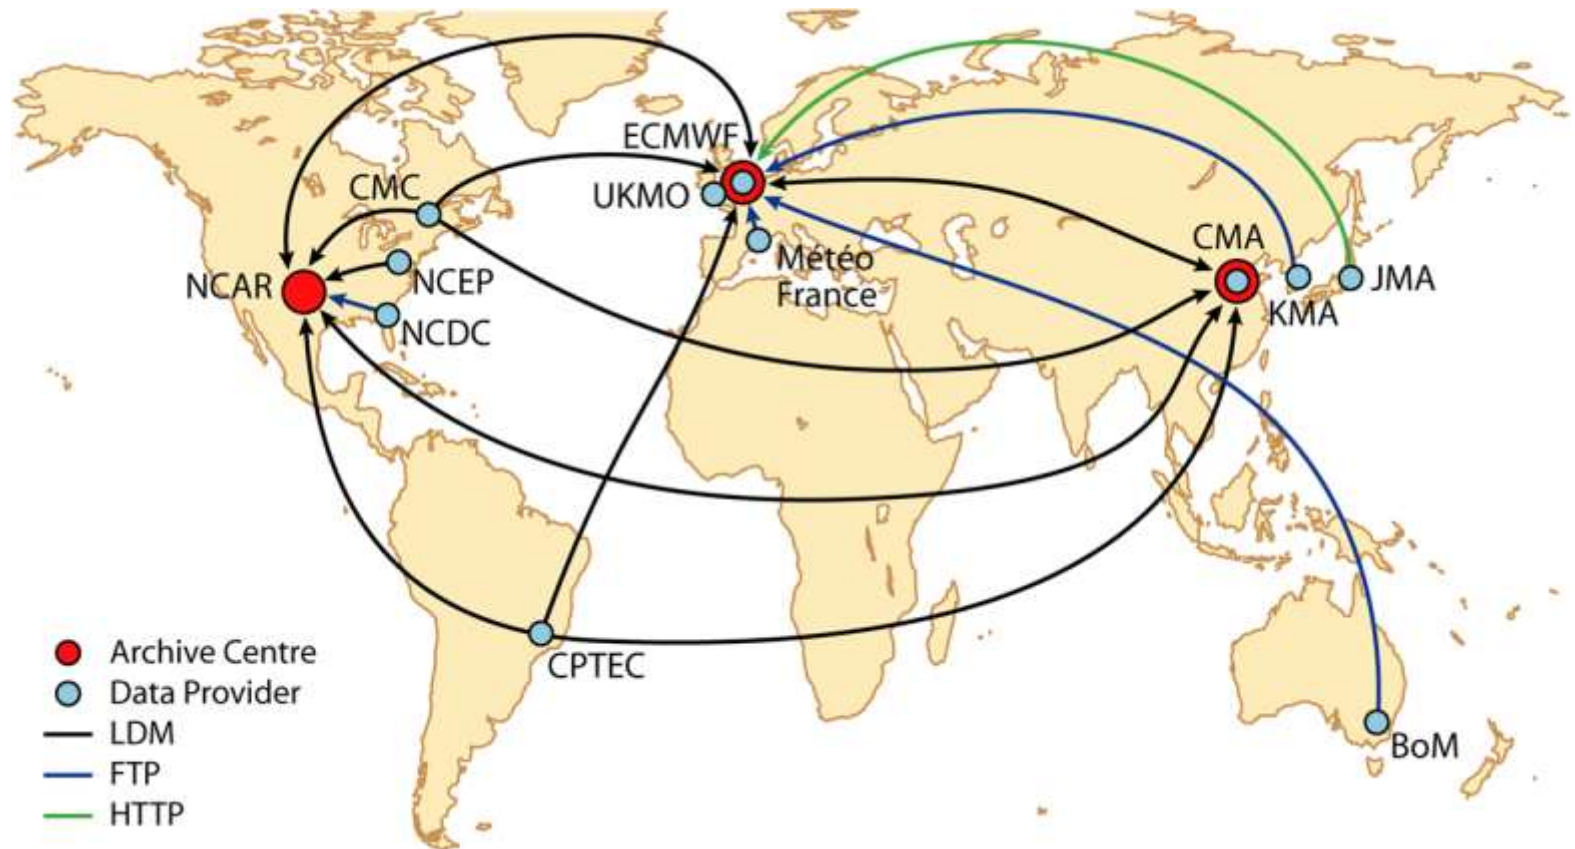 ECMWF
CMC
UKMO
CMA
NCAR
NCEP
Météo
France
JMA
KMA
NCDC
CPTEC
BoM
Archive Centre
Data Provider
LDM
FTP
HTTP